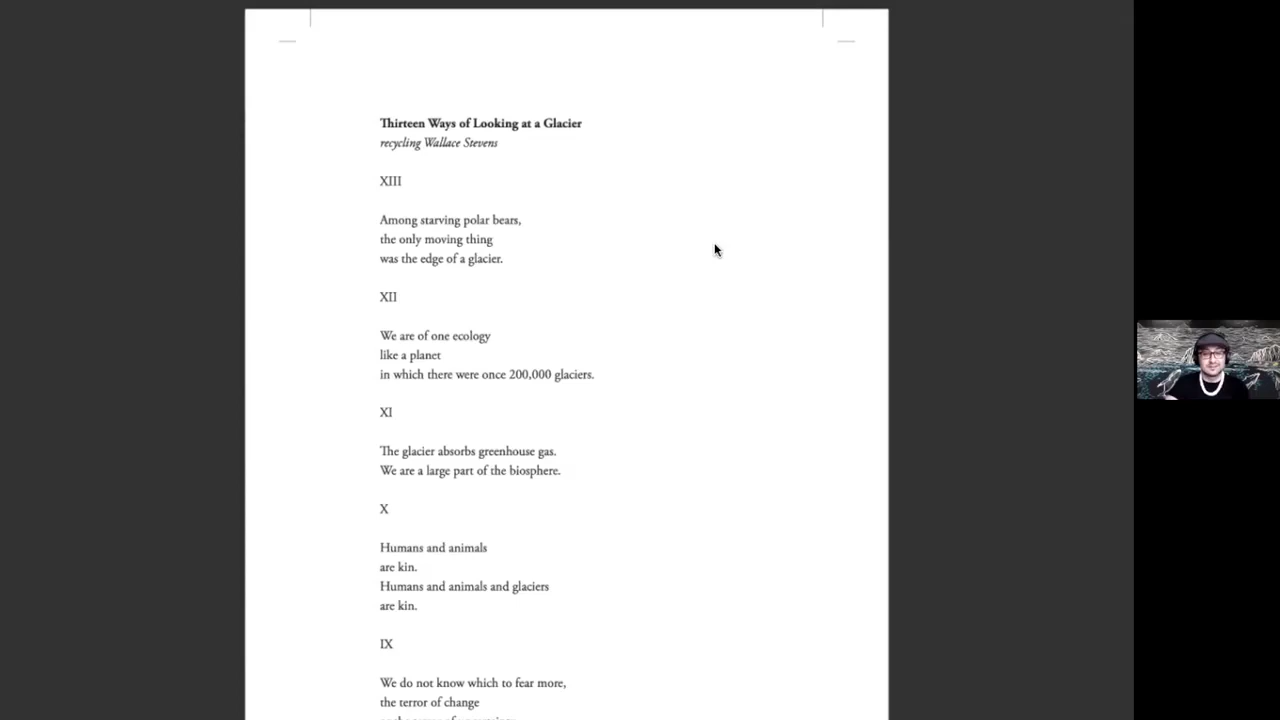 Thirteen Ways of Looking at a Glacier
recycling Wallace Stevens
XIII
Among starving polar bears,
the only moving thing
was the edge of a glacier.
XII
We are of one ecology
like a planet
in which there were once 200,000 glaciers.
XI
The glacier absorbs greenhouse gas.
We are a large part of the biosphere.
X
Humans and animals
are kin.
Humans and animals and glaciers
are kin.
IX
We do not know which to fear more,
the terror of change